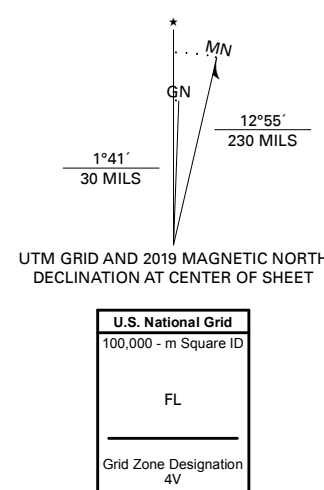 ★
MN
GN
12°55´
230 MILS
1°41´
30 MILS
UTM GRID AND 2019 MAGNETIC NORTH
DECLINATION AT CENTER OF SHEET
U.S. National Grid
100,000 - m Square ID
FL
Grid Zone Designation
4V